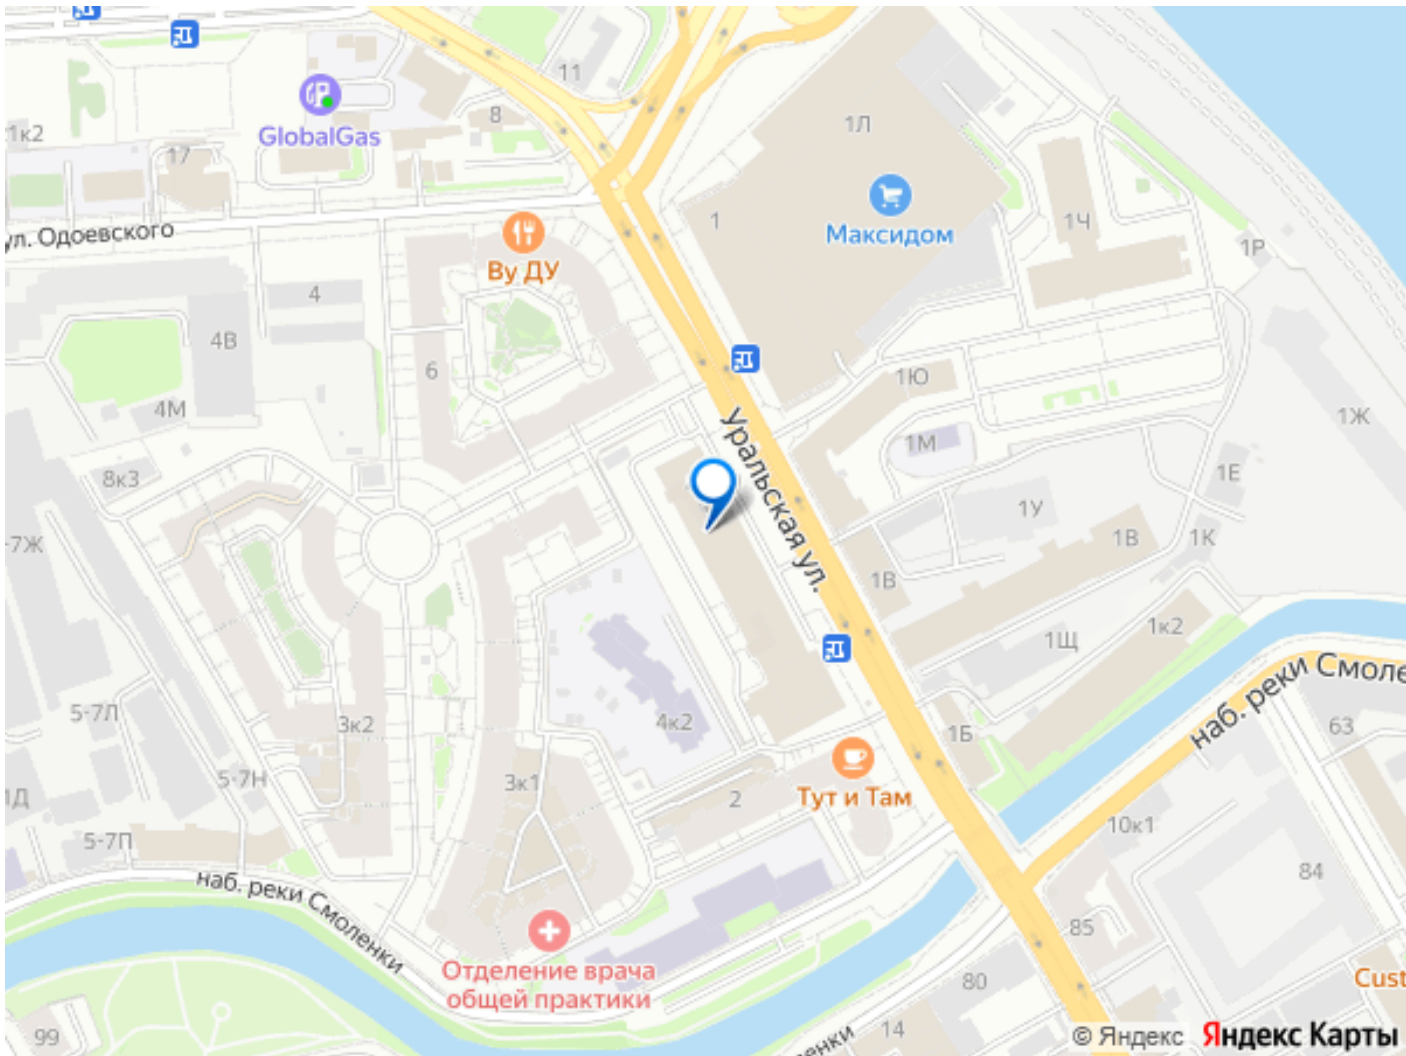 11
GlobalGas
8
1к2
17
1Л
1
Максидом
1Ч
1Р
ул. Одоевского
Ву ДУ
4
4В
6
4М
1Ю
1М
1Ж
Уральская ул.
8к3
1Е
1У
1В
1К
-7Ж
1В
1Щ
1к2
наб. реки Смоле
5-7Л
3к2
4к2
1Б
63
5-7Н
3к1
2
Тут и Там
1Д
5-7П
10к1
наб. реки Смоленки
84
85
Отделение врача
общей практики
80
Cust
99
14
енки
© Яндекс
Яндекс Карты